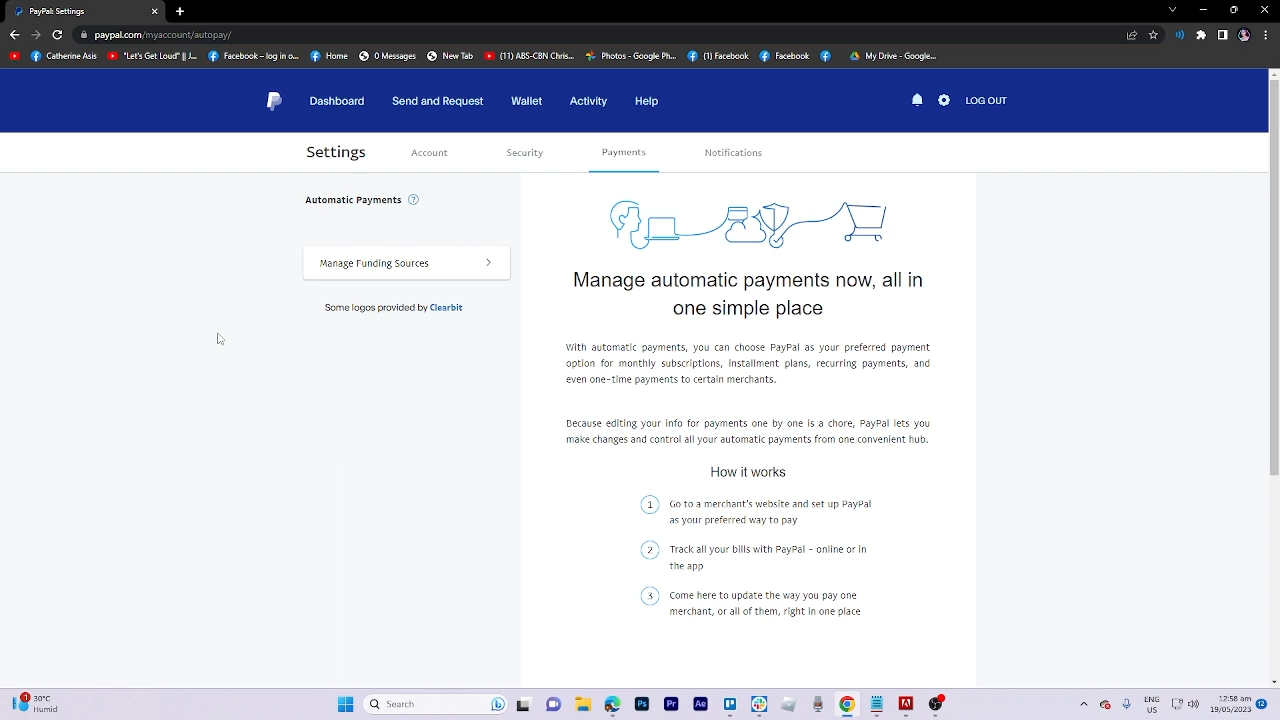 PayPal: Settings
paypal.com/myaccount/autopay/
Catherine Asis
"Let's Get Loud" || J...
Facebook – log in o...
Home
0 Messages
New Tab
(11) ABS-CBN Chris...
Photos - Google Ph...
(1) Facebook
Facebook
My Drive - Google...
Dashboard
Send and Request
Wallet
Activity
Help
LOG OUT
Settings
Account
Security
Payments
Notifications
Automatic Payments ?
Manage Funding Sources
Some logos provided by Clearbit
Manage automatic payments now, all in
one simple place
With automatic payments, you can choose PayPal as your preferred payment
option for monthly subscriptions, installment plans, recurring payments, and
even one-time payments to certain merchants.
Because editing your info for payments one by one is a chore, PayPal lets you
make changes and control all your automatic payments from one convenient hub.
How it works
1 Go to a merchant's website and set up PayPal
as your preferred way to pay
2 Track all your bills with PayPal – online or in
the app
3 Come here to update the way you pay one
merchant, or all of them, right in one place
1
30°C
Humid
Search
Ps
Pr
Ae
ENG
US
12:58 am
19/05/2023
12